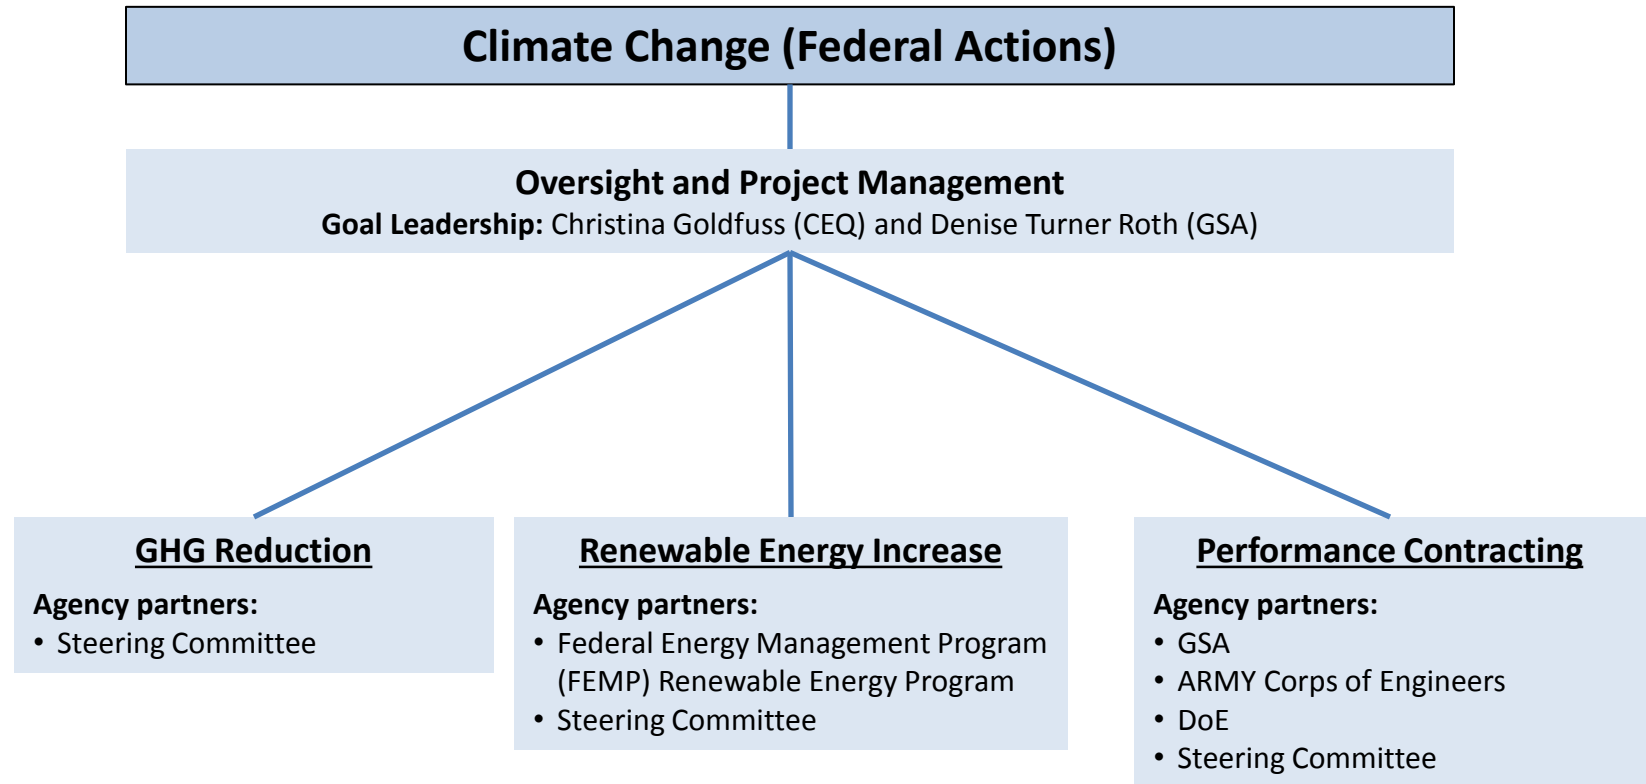 Climate Change (Federal Actions)
Oversight and Project Management
Goal Leadership: Christina Goldfuss (CEQ) and Denise Turner Roth (GSA)
GHG Reduction
Agency partners:
• Steering Committee
Renewable Energy Increase
Agency partners:
• Federal Energy Management Program
(FEMP) Renewable Energy Program
• Steering Committee
Performance Contracting
Agency partners:
• GSA
• ARMY Corps of Engineers
• DoE
• Steering Committee